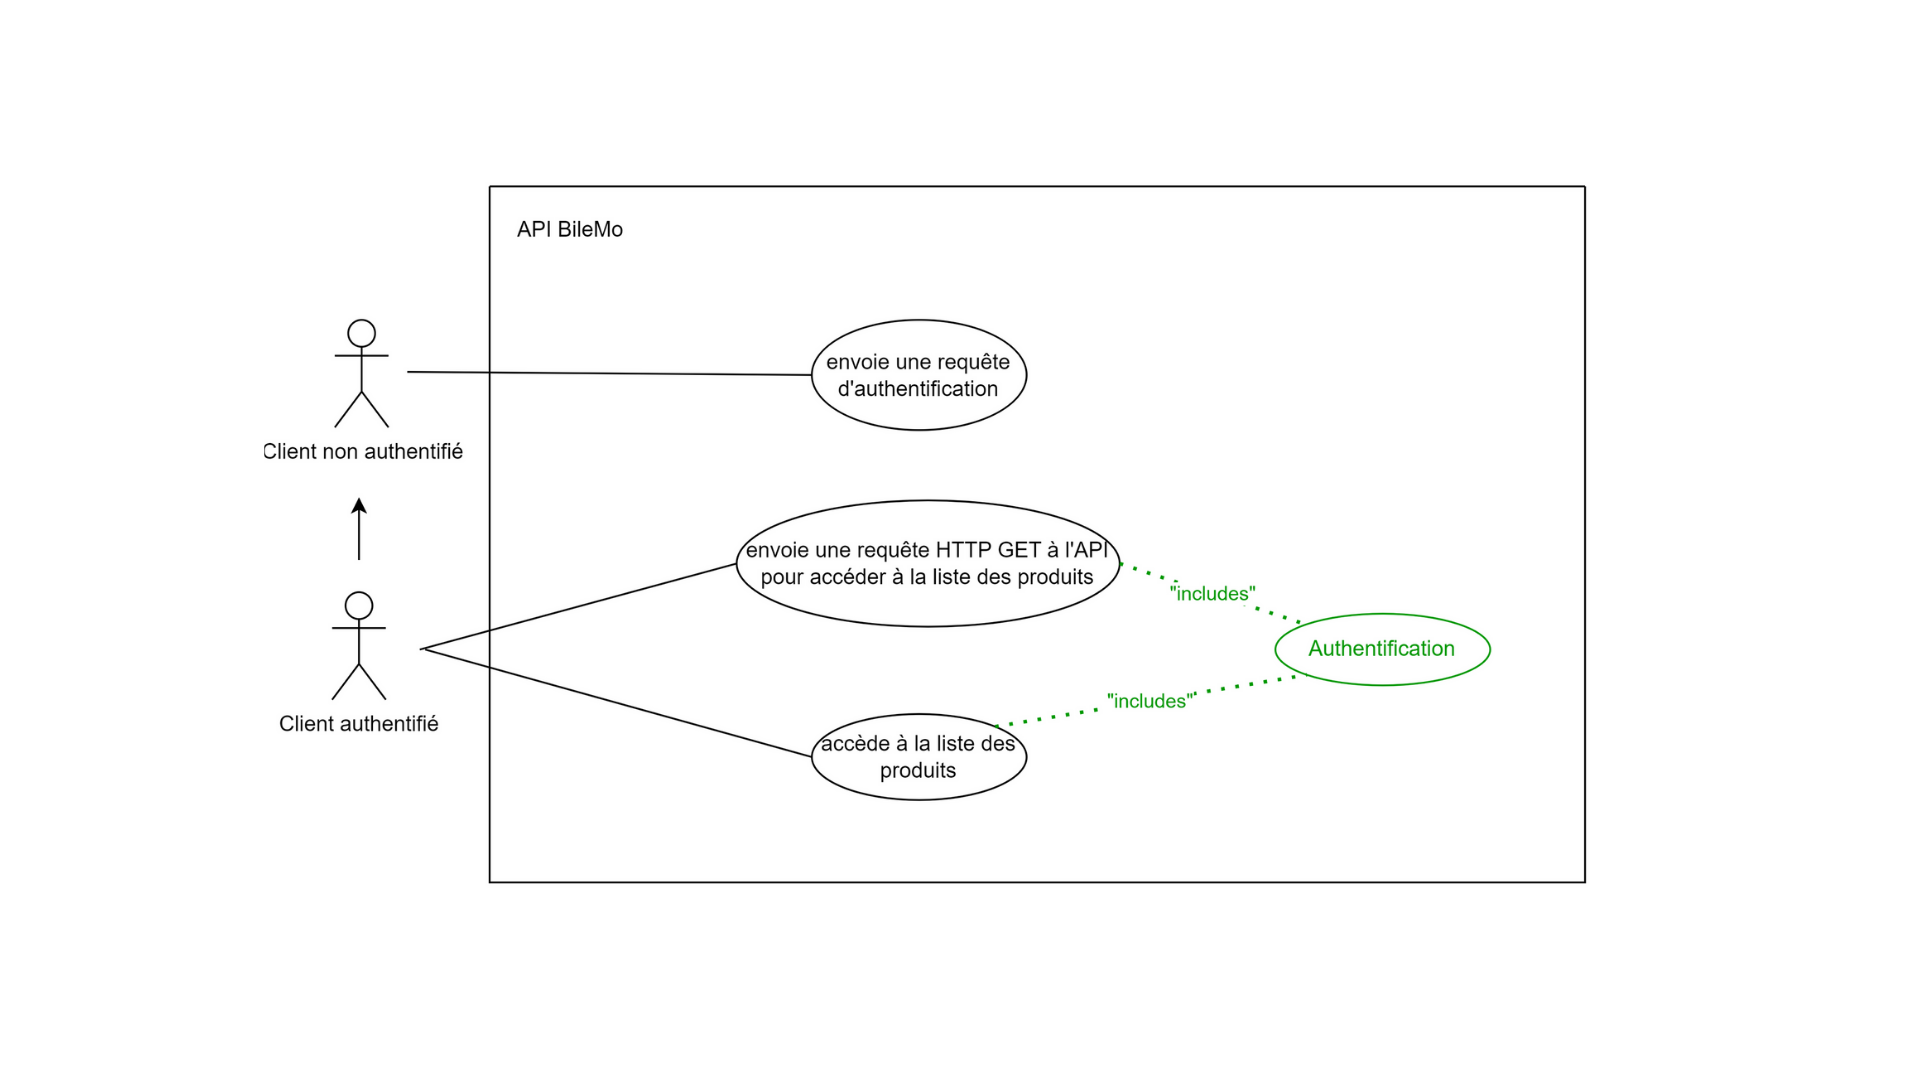 API BileMo
envoie une requête
d'authentification
Client non authentifié
envoie une requête HTTP GET à l'API
pour accéder à la liste des produits
"includes"
Authentification
"includes"
Client authentifié
accède à la liste des
produits